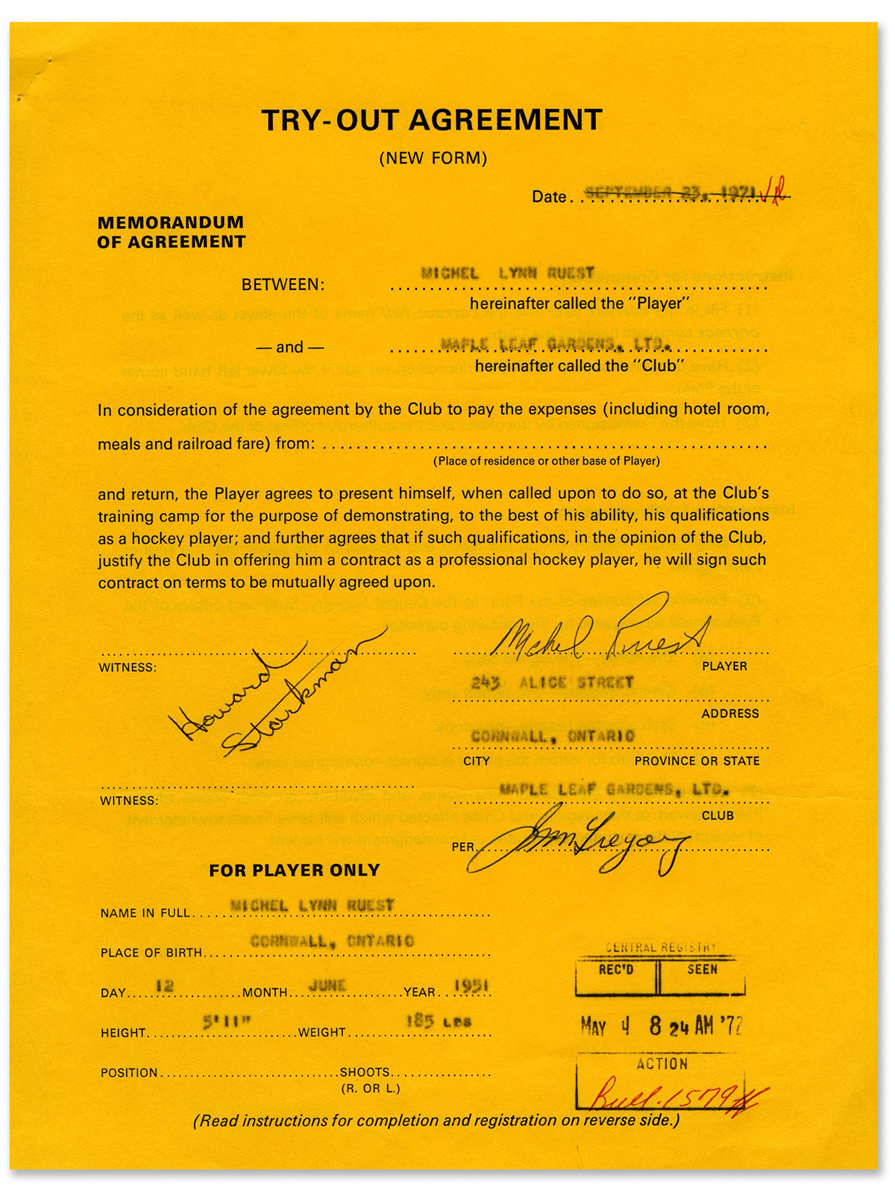 TRY-OUT AGREEMENT
(NEW FORM)
Date SEPTEMBER 23, 1971
MEMORANDUM
OF AGREEMENT
BETWEEN: MICHEL LYNN RUEST
hereinafter called the "Player"
— and — MAPLE LEAF GARDENS, LTD.
hereinafter called the "Club"
In consideration of the agreement by the Club to pay the expenses (including hotel room,
meals and railroad fare) from:
(Place of residence or other base of Player)
and return, the Player agrees to present himself, when called upon to do so, at the Club's
training camp for the purpose of demonstrating, to the best of his ability, his qualifications
as a hockey player; and further agrees that if such qualifications, in the opinion of the Club,
justify the Club in offering him a contract as a professional hockey player, he will sign such
contract on terms to be mutually agreed upon.
Michel Ruest
WITNESS: PLAYER
Howard Starkman
243 ALICE STREET
ADDRESS
CORNWALL, ONTARIO
CITY PROVINCE OR STATE
MAPLE LEAF GARDENS, LTD.
WITNESS: CLUB
PER Jim Gregory
FOR PLAYER ONLY
NAME IN FULL MICHEL LYNN RUEST
PLACE OF BIRTH CORNWALL, ONTARIO
DAY 12 MONTH JUNE YEAR 1951
HEIGHT 5'11" WEIGHT 185 LBS
POSITION SHOOTS
(R. OR L.)
CENTRAL REGISTRY
REC'D SEEN
MAY 4 8 24 AM '72
ACTION
Bull. 1579
(Read instructions for completion and registration on reverse side.)